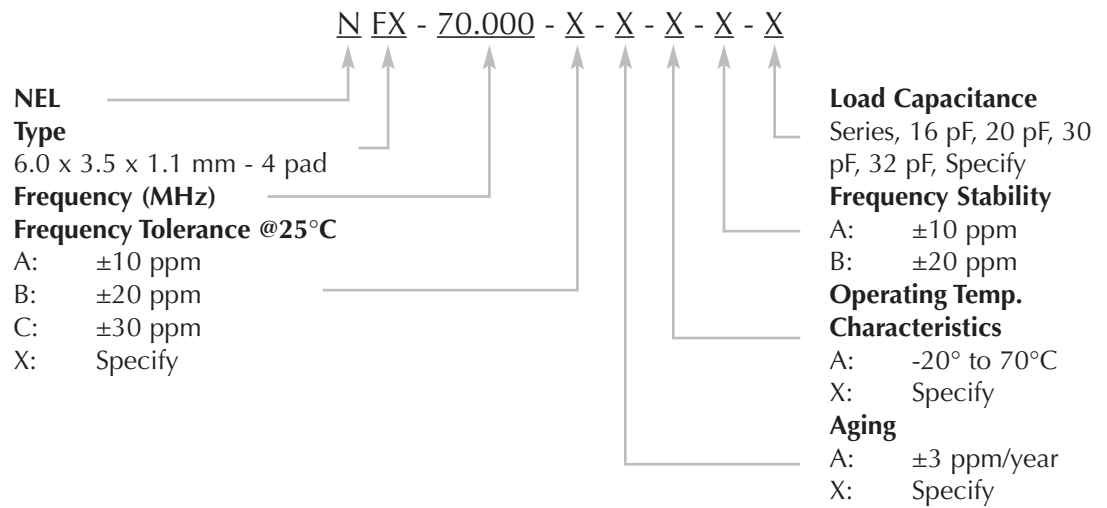 N FX - 70.000 - X - X - X - X - X
NEL
Type
6.0 x 3.5 x 1.1 mm - 4 pad
Frequency (MHz)
Frequency Tolerance @25°C
A: ±10 ppm
B: ±20 ppm
C: ±30 ppm
X: Specify
Load Capacitance
Series, 16 pF, 20 pF, 30
pF, 32 pF, Specify
Frequency Stability
A: ±10 ppm
B: ±20 ppm
Operating Temp.
Characteristics
A: -20° to 70°C
X: Specify
Aging
A: ±3 ppm/year
X: Specify